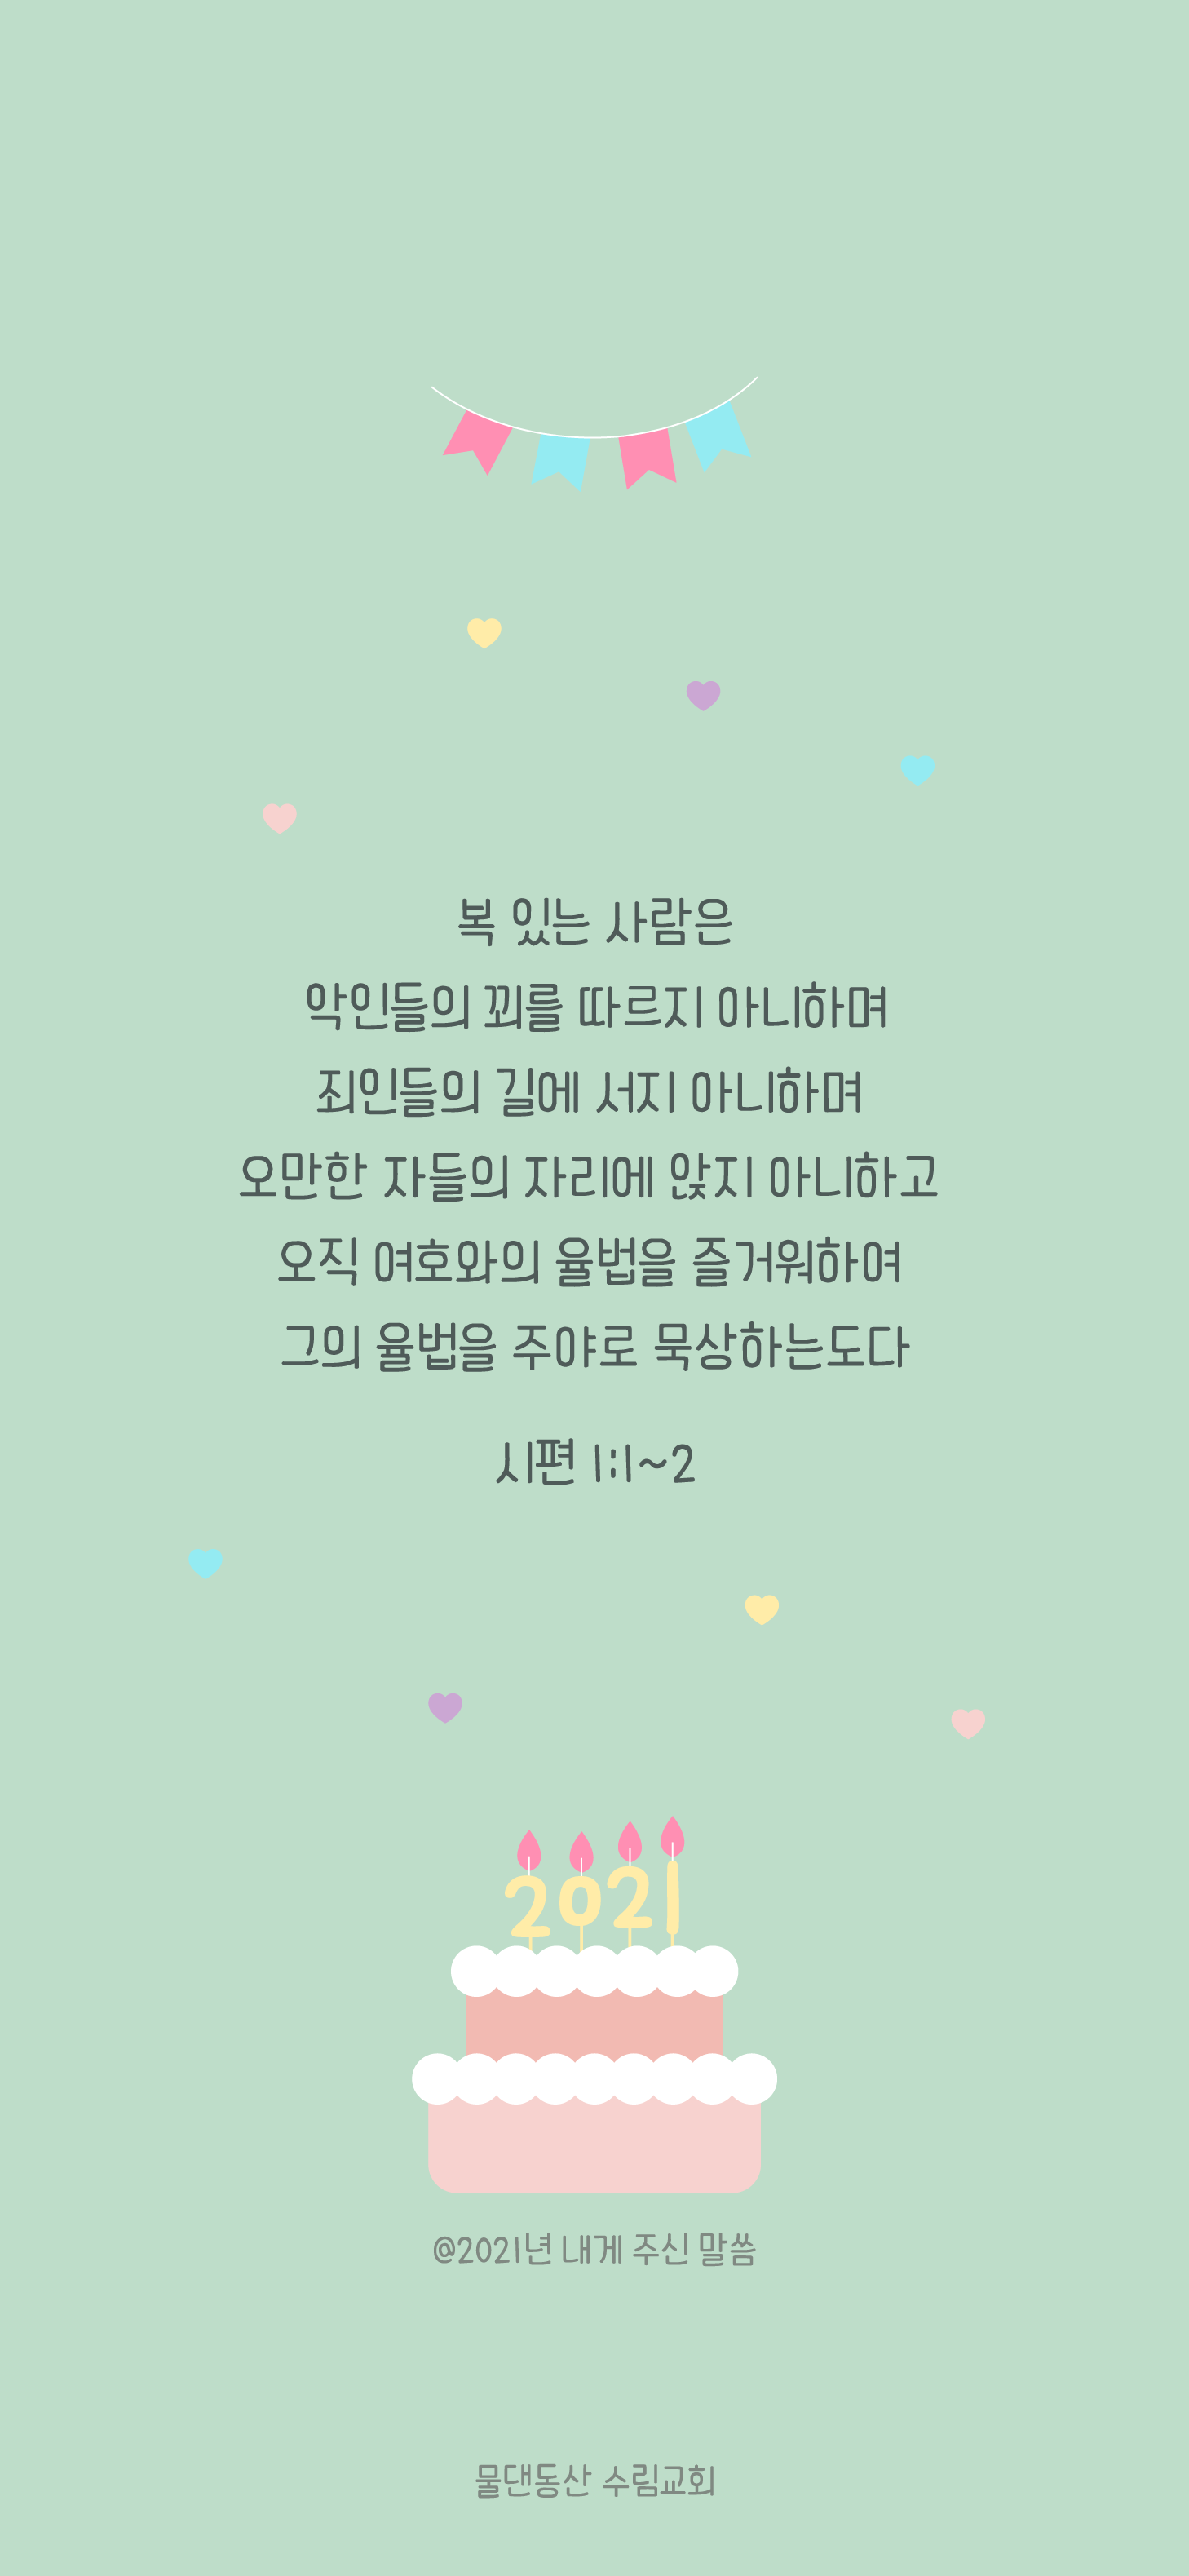 복 있는 사람은
악인들의 꾀를 따르지 아니하며
죄인들의 길에 서지 아니하며
오만한 자들의 자리에 앉지 아니하고
오직 여호와의 율법을 즐거워하여
그의 율법을 주야로 묵상하는도다
시편 1:1~2
2021
@2021년 내게 주신 말씀
물댄동산 수림교회